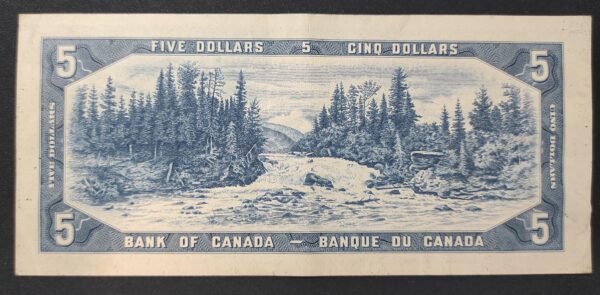 FIVE DOLLARS 5 CINQ DOLLARS
5
5
FIVE DOLLARS
CINQ DOLLARS
5
5
BANK OF CANADA — BANQUE DU CANADA